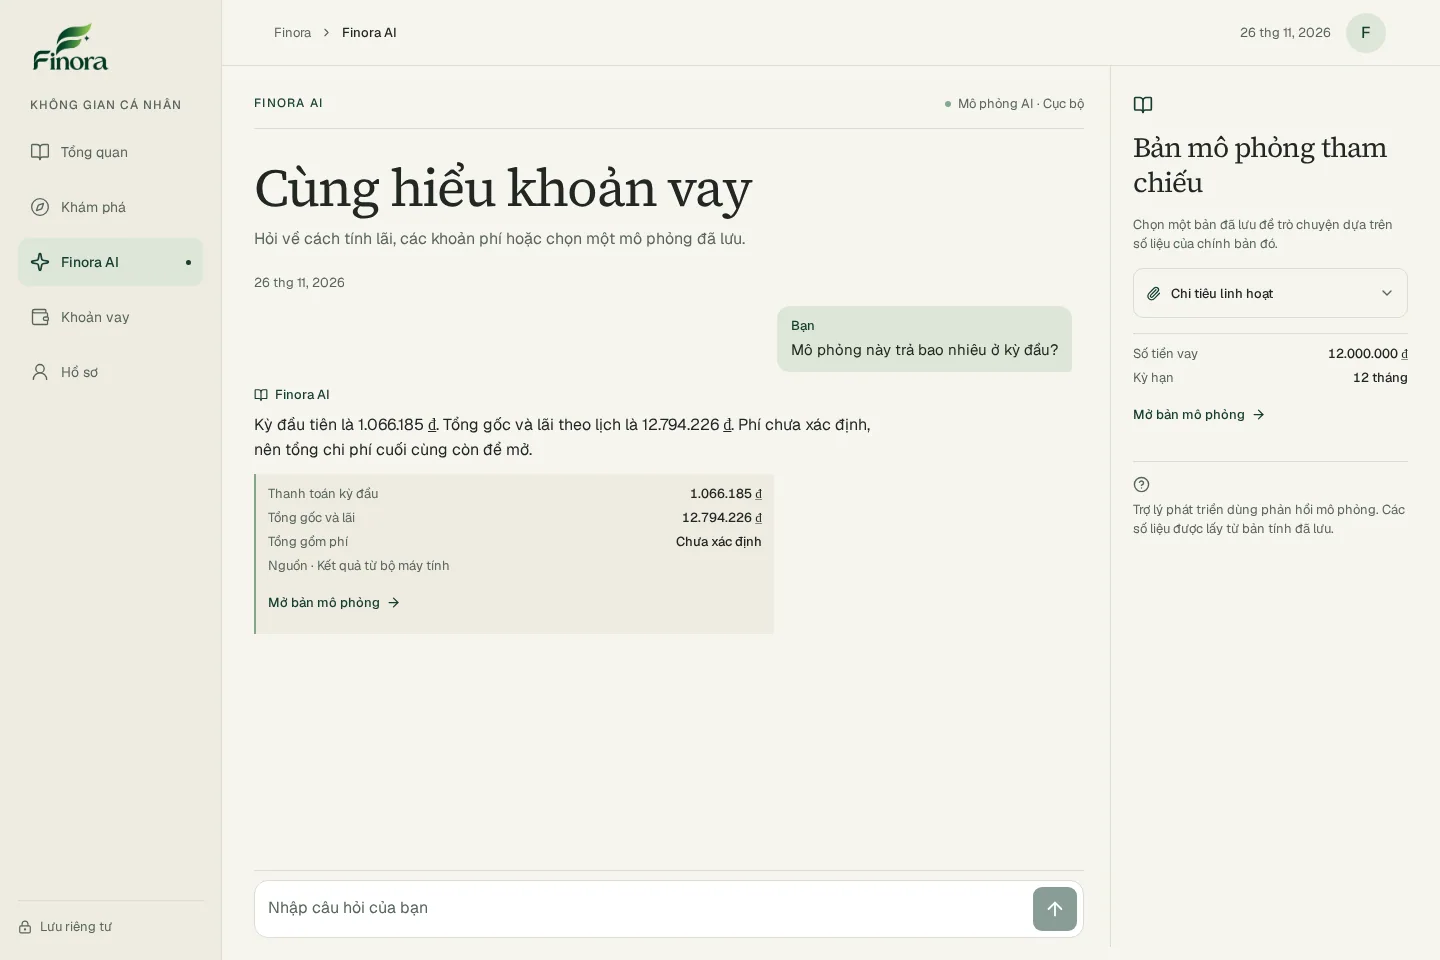 Finora
KHÔNG GIAN CÁ NHÂN
Tổng quan
Khám phá
Finora AI
Khoản vay
Hồ sơ
Lưu riêng tư
Finora > Finora AI
26 thg 11, 2026
F
FINORA AI
Mô phỏng AI · Cục bộ
Cùng hiểu khoản vay
Hỏi về cách tính lãi, các khoản phí hoặc chọn một mô phỏng đã lưu.
26 thg 11, 2026
Bạn
Mô phỏng này trả bao nhiêu ở kỳ đầu?
Finora AI
Kỳ đầu tiên là 1.066.185 ₫. Tổng gốc và lãi theo lịch là 12.794.226 ₫. Phí chưa xác định,
nên tổng chi phí cuối cùng còn để mở.
Thanh toán kỳ đầu 1.066.185 ₫
Tổng gốc và lãi 12.794.226 ₫
Tổng gồm phí Chưa xác định
Nguồn · Kết quả từ bộ máy tính
Mở bản mô phỏng →
Nhập câu hỏi của bạn
Bản mô phỏng tham
chiếu
Chọn một bản đã lưu để trò chuyện dựa trên
số liệu của chính bản đó.
Chi tiêu linh hoạt
Số tiền vay 12.000.000 ₫
Kỳ hạn 12 tháng
Mở bản mô phỏng →
Trợ lý phát triển dùng phản hồi mô phỏng. Các
số liệu được lấy từ bản tính đã lưu.